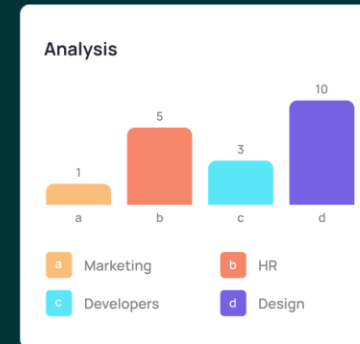 Analysis
10
5
3
1
a b c d
a Marketing b HR
c Developers d Design